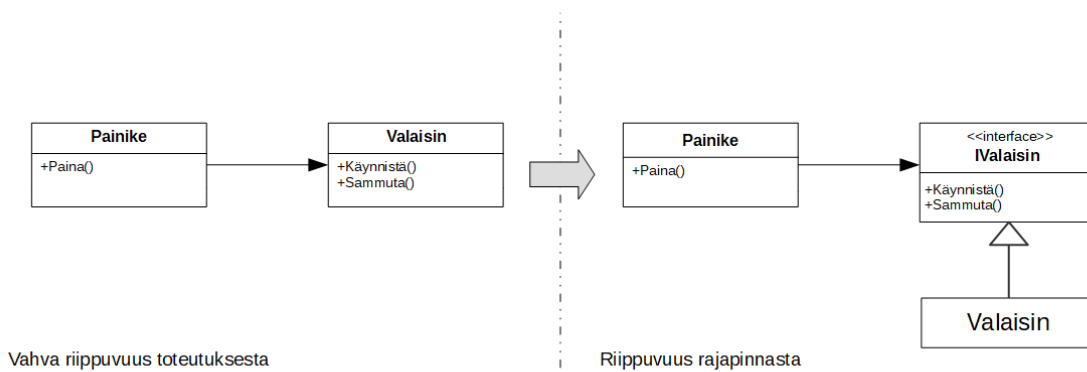 Painike
+Paina()
Valaisin
+Käynnistä()
+Sammuta()
Vahva riippuvuus toteutuksesta
Painike
+Paina()
<<interface>>
IValaisin
+Käynnistä()
+Sammuta()
Valaisin
Riippuvuus rajapinnasta